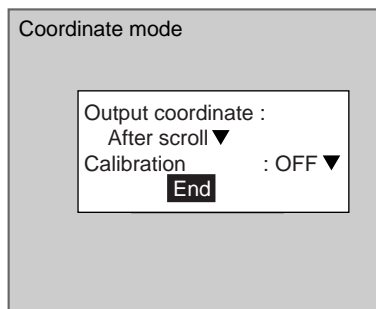 Coordinate mode
Output coordinate :
After scroll▼
Calibration : OFF▼
End